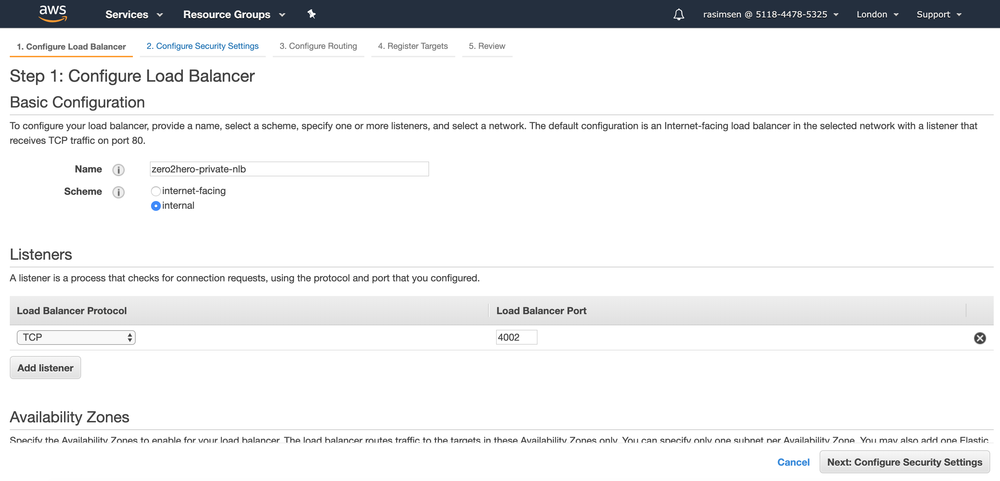 aws Services Resource Groups rasimsen @ 5118-4478-5325 London Support
1. Configure Load Balancer 2. Configure Security Settings 3. Configure Routing 4. Register Targets 5. Review
Step 1: Configure Load Balancer
Basic Configuration
To configure your load balancer, provide a name, select a scheme, specify one or more listeners, and select a network. The default configuration is an Internet-facing load balancer in the selected network with a listener that
receives TCP traffic on port 80.
Name i zero2hero-private-nlb
Scheme i internet-facing
internal
Listeners
A listener is a process that checks for connection requests, using the protocol and port that you configured.
Load Balancer Protocol Load Balancer Port
TCP 4002
Add listener
Availability Zones
Specify the Availability Zones to enable for your load balancer. The load balancer routes traffic to the targets in these Availability Zones only. You can specify only one subnet per Availability Zone. You may also add one Elastic
Cancel Next: Configure Security Settings